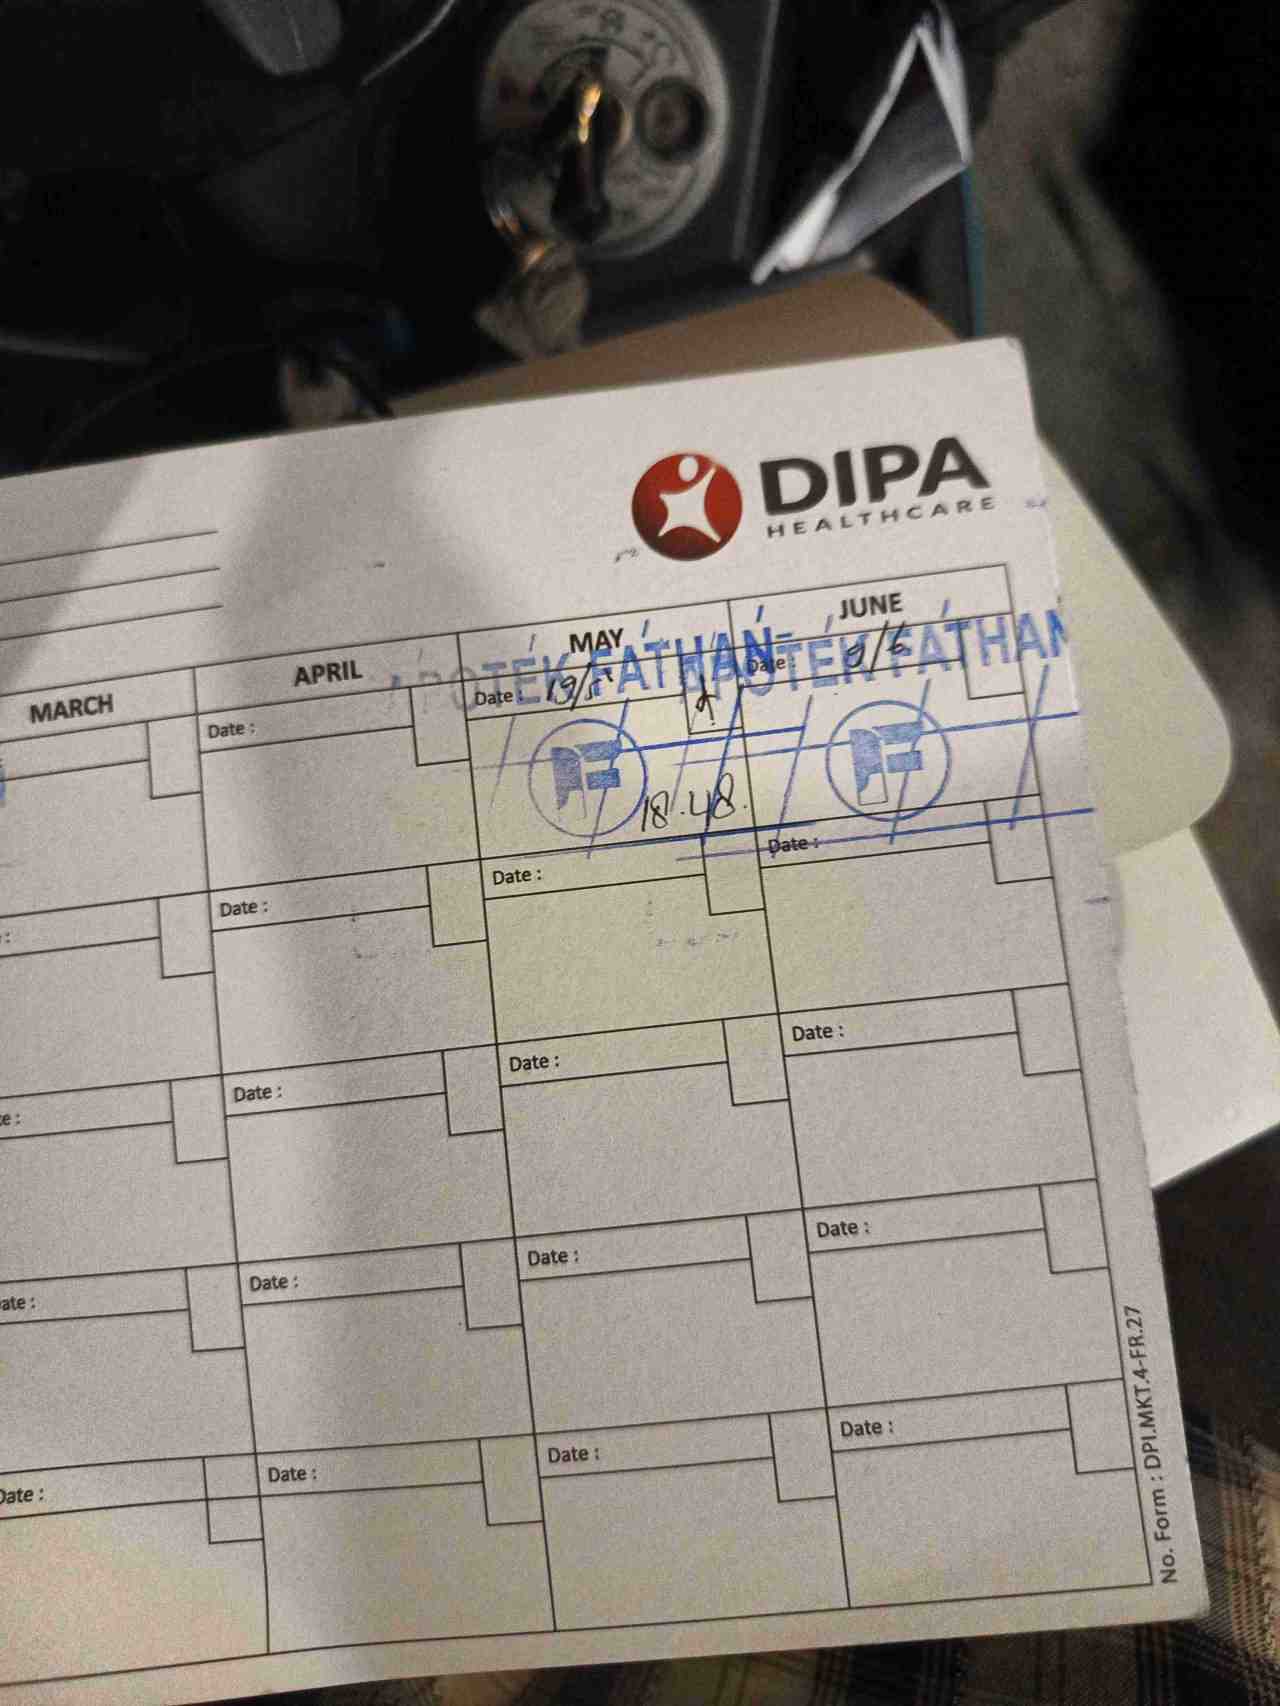 DIPA
HEALTHCARE
MARCH
APRIL
MAY
JUNE
APOTEK FATHAN
APOTEK FATHAN
Date :
Date : 19/5
Date : 9/6
18.48.
Date :
Date :
Date :
Date :
Date :
Date :
Date :
Date :
Date :
Date :
Date :
Date :
Date :
Date :
No. Form : DPI.MKT.4-FR.27